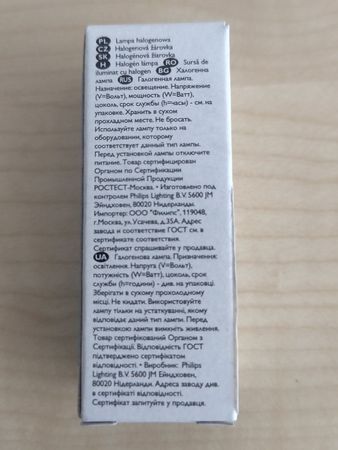 PL Lampa halogenowa
CZ Halogenová žárovka
SK Halogénová žiarovka
H Halogén lámpa RO Sursă de
iluminat cu halogen BG Халогенна
лампа RUS Галогенная лампа.
Назначение: освещение. Напряжение
(V=Вольт), мощность (W=Ватт),
цоколь, срок службы (h=часы) - см. на
упаковке. Хранить в сухом
прохладном месте. Не бросать.
Используйте лампу только на
оборудовании, которому
соответствует данный тип лампы.
Перед установкой лампы отключите
питание. Товар сертифицирован
Органом по Сертификации
Промышленной Продукции
РОСТЕСТ-Москва. • Изготовлено под
контролем Philips Lighting B.V. 5600 JM
Эйндховен, 80020 Нидерланды.
Импортер: ООО "Филипс", 119048,
г.Москва, ул. Усачева, д.35А. Адрес
завода и соответствие ГОСТ см. в
сертификате соответствия.
Сертификат спрашивайте у продавца.
UA Галогенова лампа. Призначення:
освітлення. Напруга (V=Вольт),
потужність (W=Ватт), цоколь, срок
служби (h=години) - див. на упаковці.
Зберігати в сухому прохолодному
місці. Не кидати. Використовуйте
лампу тільки на устаткуванні, якому
відповідає даний тип лампи. Перед
установкою лампи вимкніть живлення.
Товар сертифікований Органом з
Сертифікації. Відповідність ГОСТ
підтверджено сертифікатом
відповідності. • Виробник: Philips
Lighting B.V. 5600 JM Ейндховен,
80020 Нідерланди. Адреса заводу див.
в сертифікаті відповідності.
Сертифікат запитуйте у продавця.